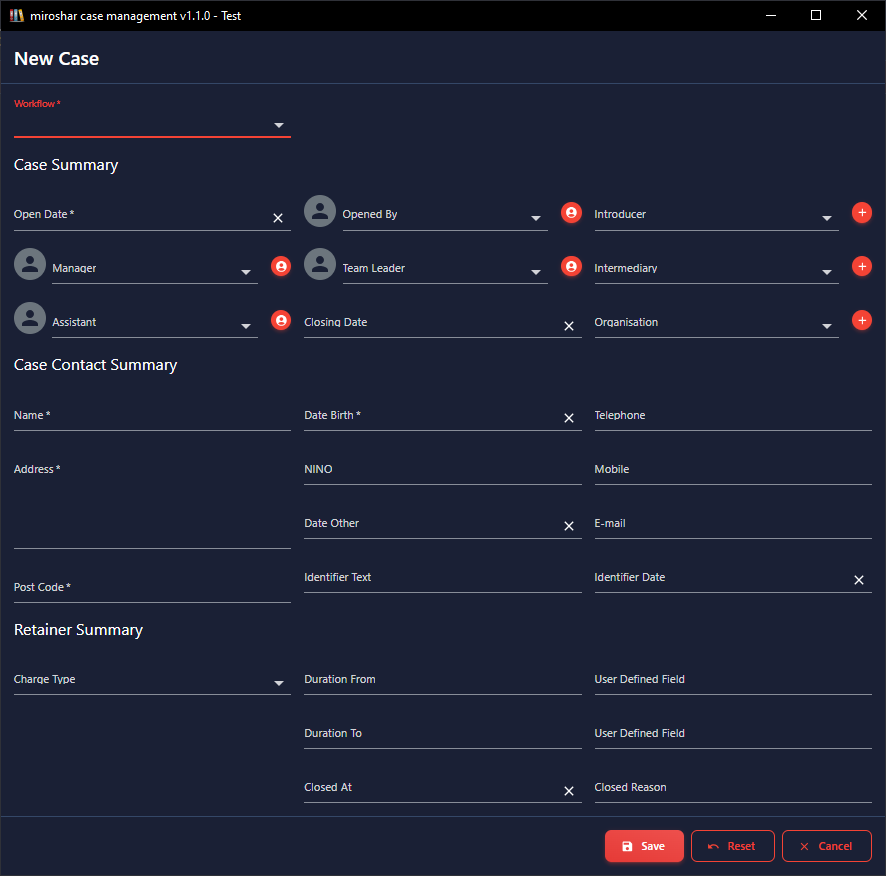 miroshar case management v1.1.0 - Test
New Case
Workflow *
Case Summary
Open Date * Opened By Introducer
Manager Team Leader Intermediary
Assistant Closing Date Organisation
Case Contact Summary
Name * Date Birth * Telephone
Address * NINO Mobile
Date Other E-mail
Post Code * Identifier Text Identifier Date
Retainer Summary
Charge Type Duration From User Defined Field
Duration To User Defined Field
Closed At Closed Reason
Save Reset Cancel